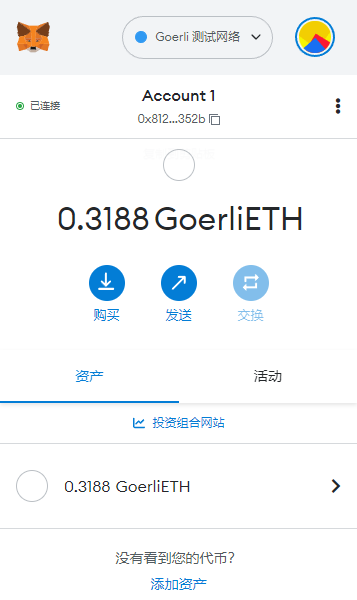 Goerli 测试网络
已连接
Account 1
0x812...352b
0.3188 GoerliETH
购买
发送
交换
资产
活动
投资组合网站
0.3188 GoerliETH
没有看到您的代币？
添加资产